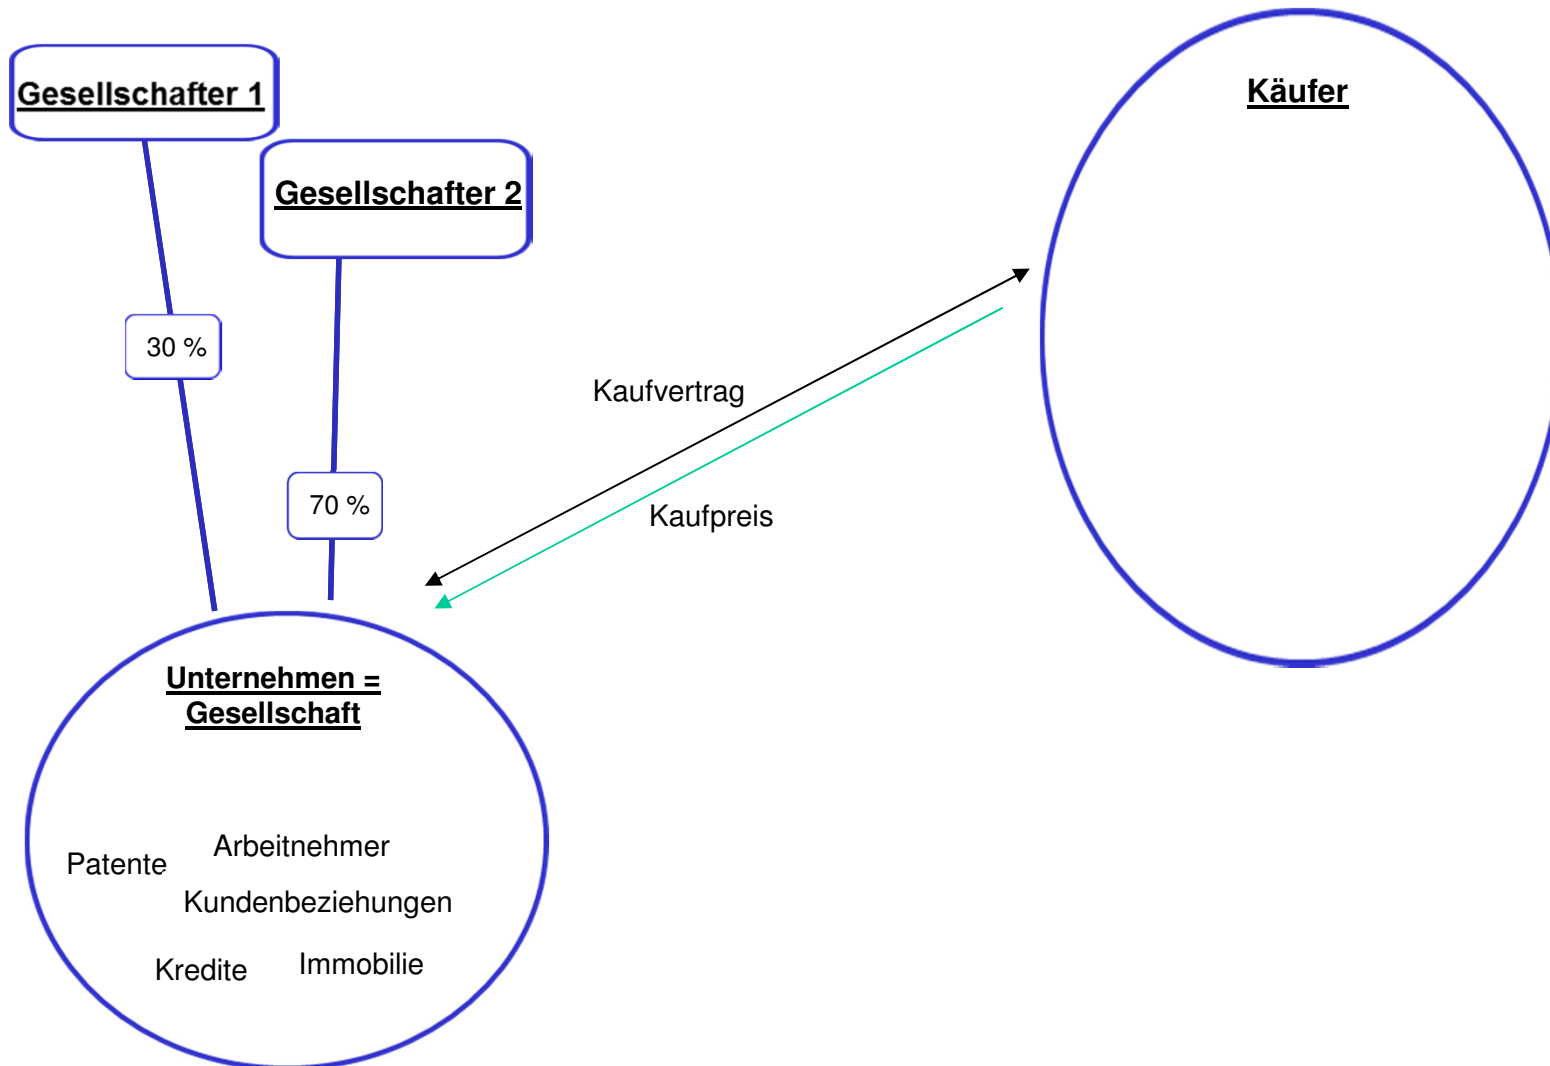 Gesellschafter 1
Käufer
Gesellschafter 2
30 %
Kaufvertrag
70 %
Kaufpreis
Unternehmen =
Gesellschaft
Arbeitnehmer
Patente
Kundenbeziehungen
Kredite
Immobilie